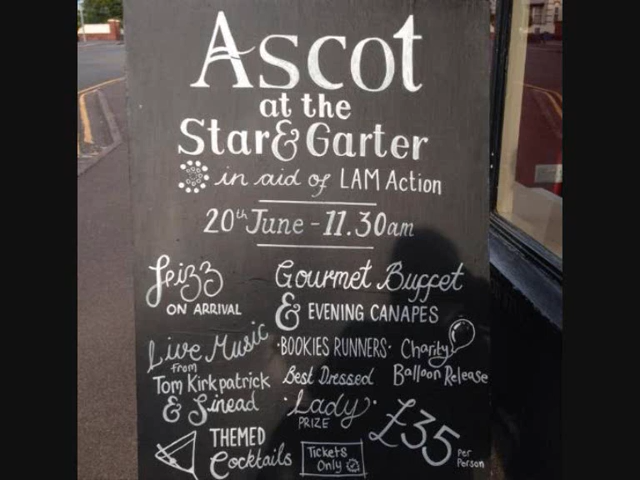 Ascot
at the
Star & Garter
in aid of LAM Action
20th June - 11.30am
Fizz
ON ARRIVAL
Gourmet Buffet
& EVENING CANAPES
Live Music
from
Tom Kirkpatrick
& Sinead
·BOOKIES RUNNERS·
Best Dressed
·Lady·
PRIZE
Charity
Balloon Release
£35
Per
Person
THEMED
Cocktails
Tickets
Only